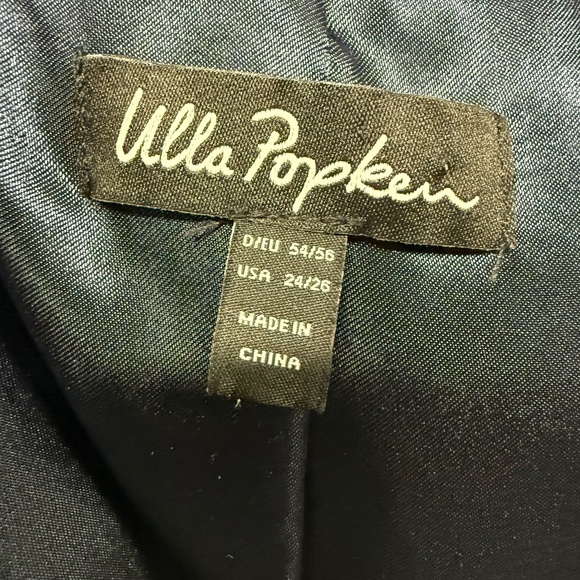 Ulla Popken
D/EU 54/56
USA 24/26
MADE IN
CHINA